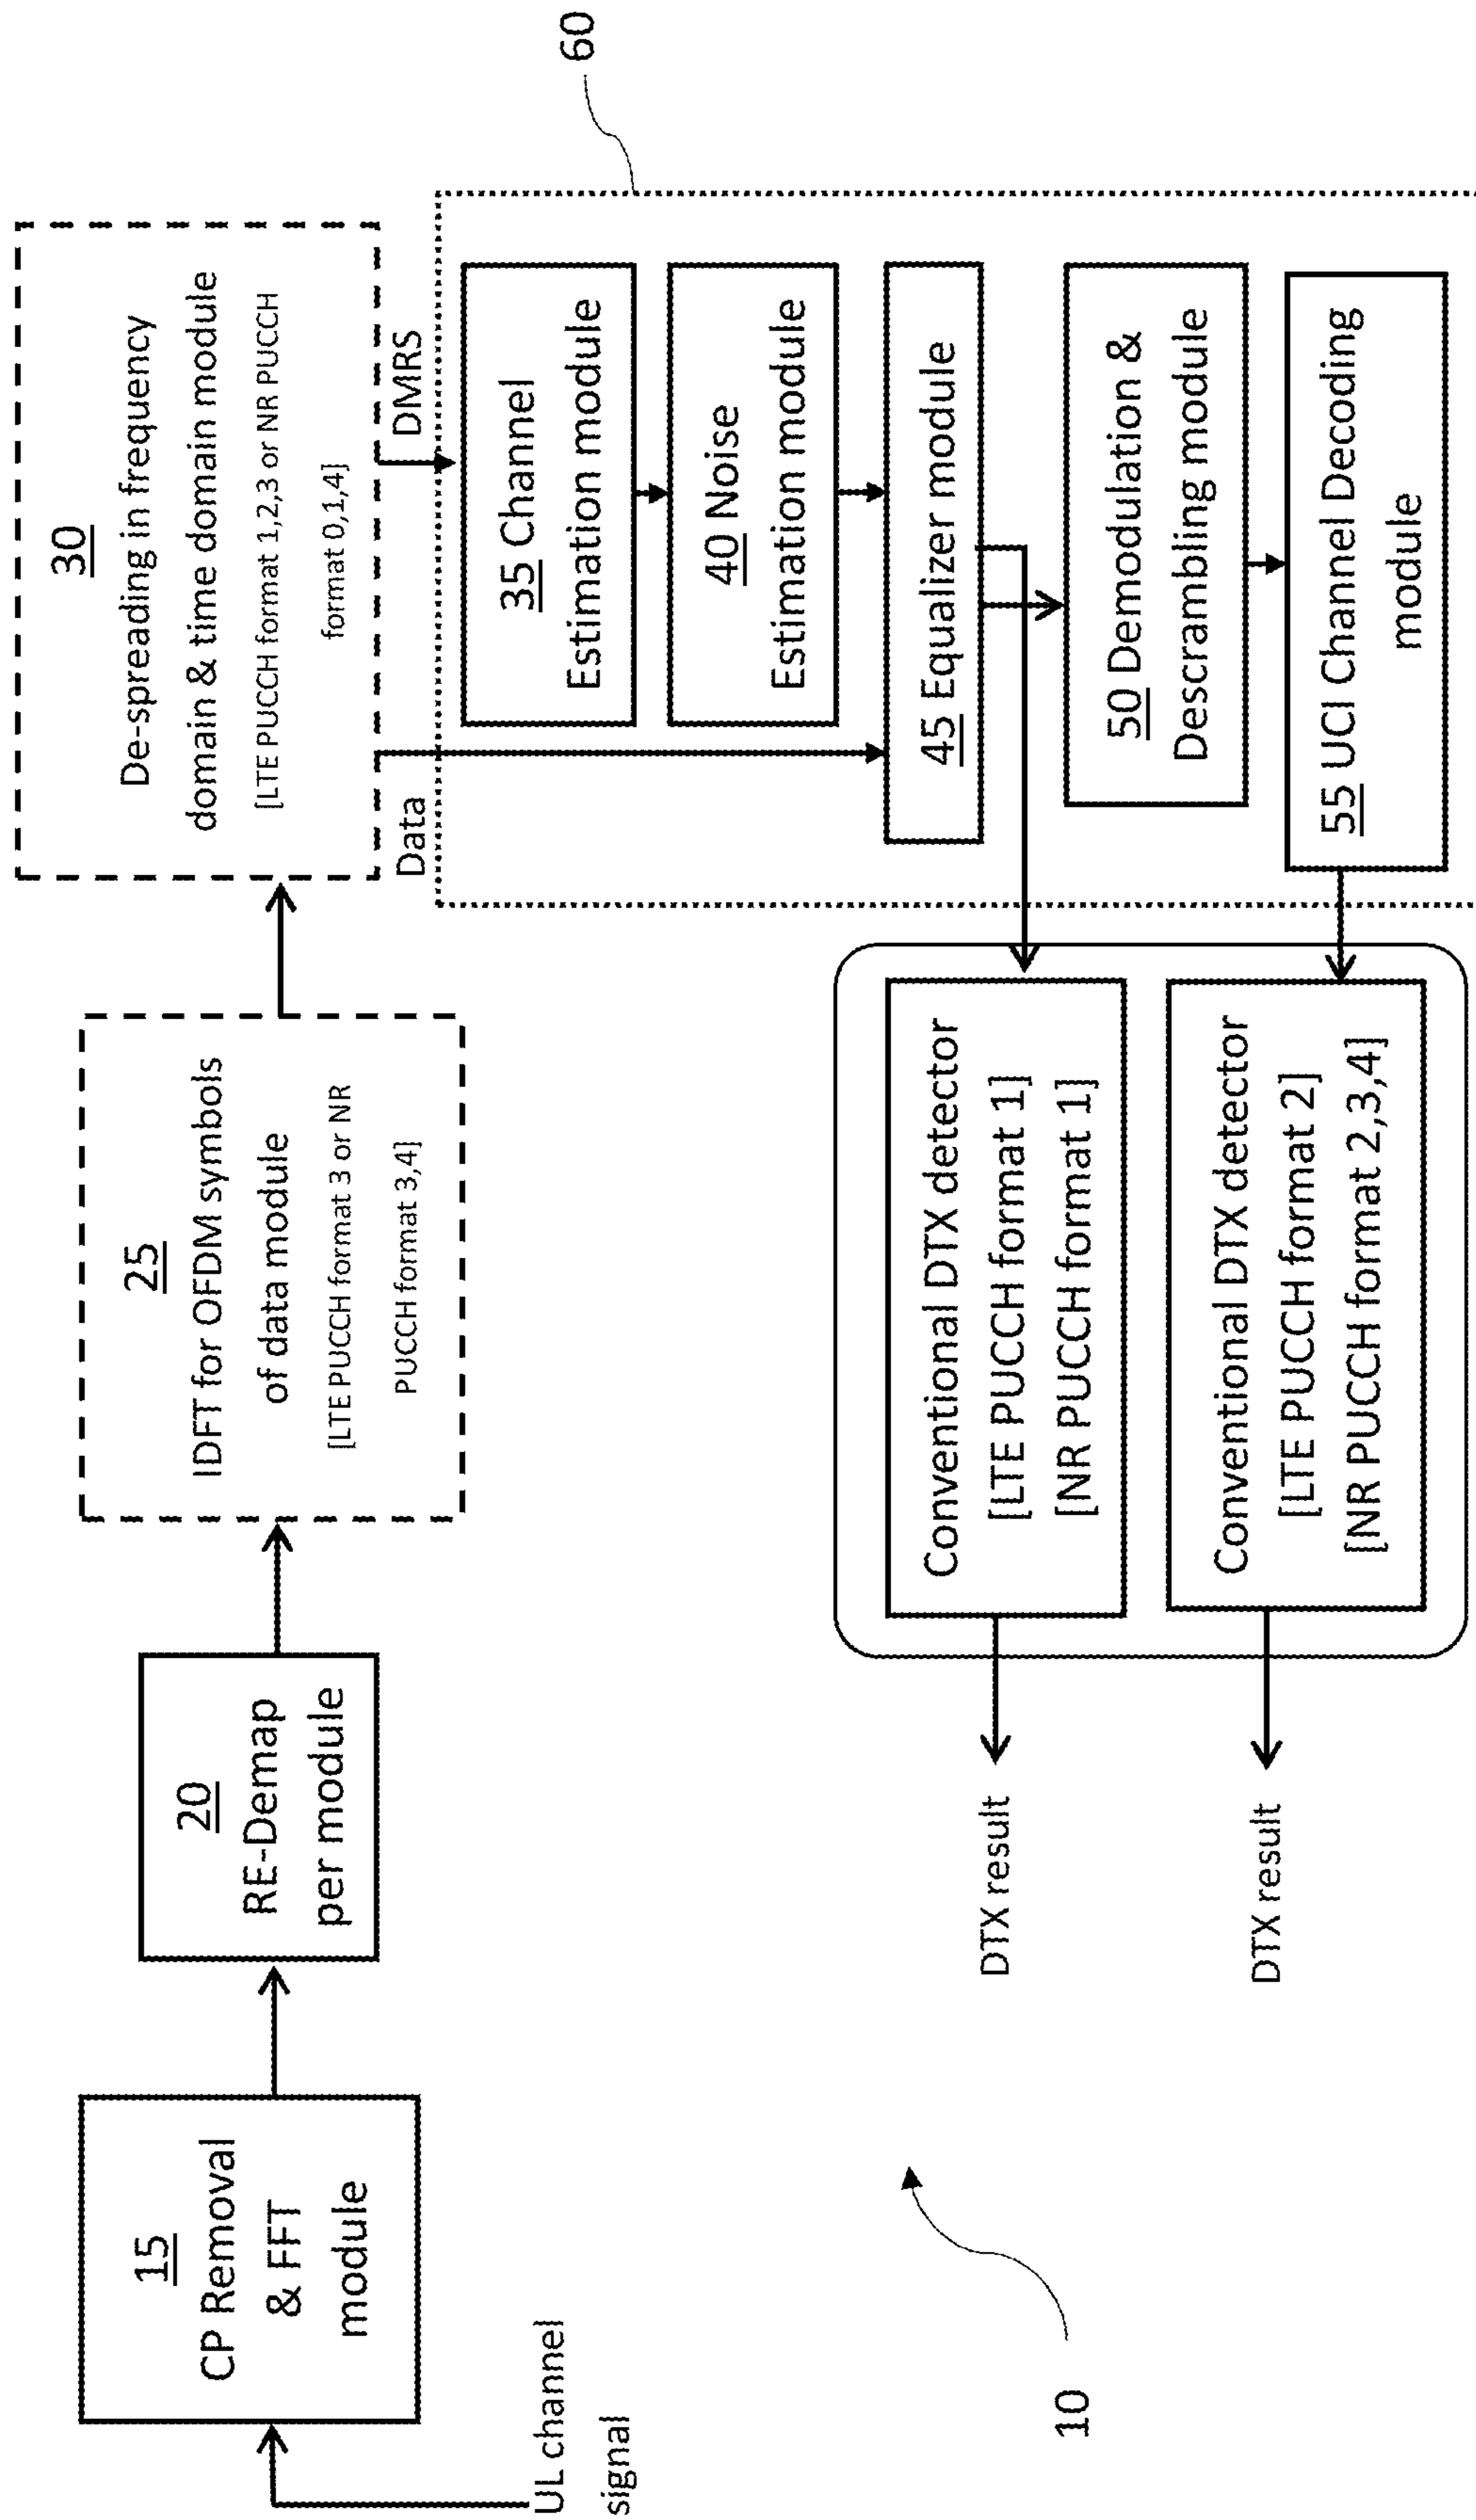 15
CP Removal
& FFT
module
UL channel
signal
20
RE-Demap
per module
25
IDFT for OFDM symbols
of data module
[LTE PUCCH format 3 or NR
PUCCH format 3,4]
30
De-spreading in frequency
domain & time domain module
[LTE PUCCH format 1,2,3 or NR PUCCH
format 0,1,4]
Data
DMRS
60
35 Channel
Estimation module
40 Noise
Estimation module
45 Equalizer module
50 Demodulation &
Descrambling module
55 UCI Channel Decoding
module
Conventional DTX detector
[LTE PUCCH format 1]
[NR PUCCH format 1]
Conventional DTX detector
[LTE PUCCH format 2]
[NR PUCCH format 2,3,4]
DTX result
DTX result
10